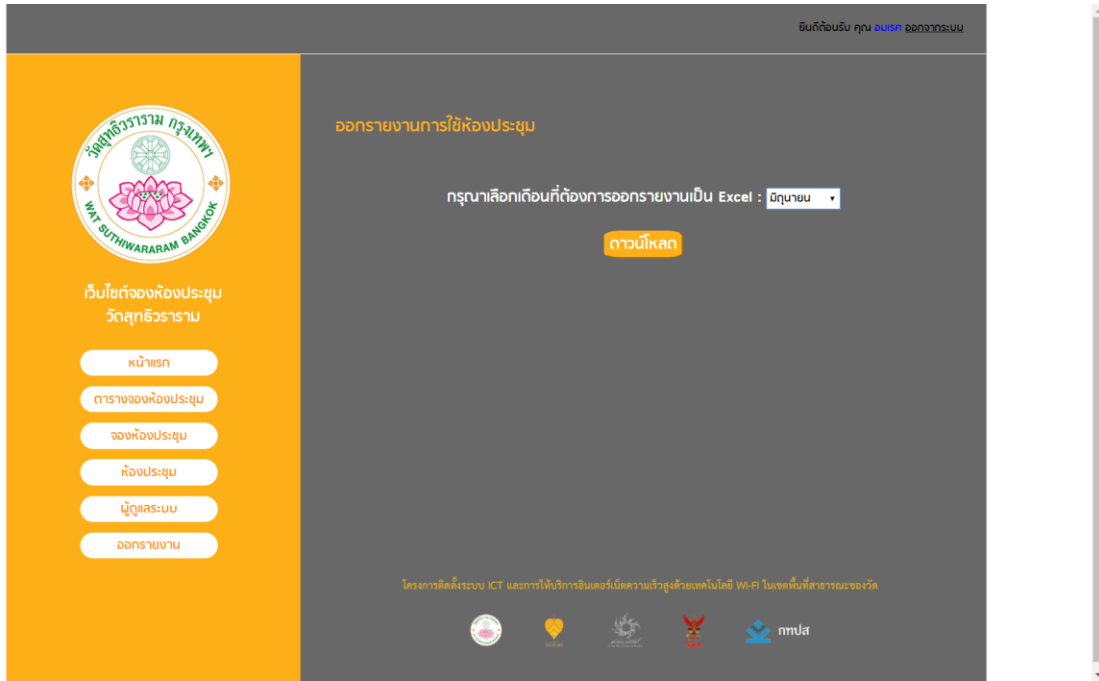 ยินดีต้อนรับ คุณ อมเรศ ออกจากระบบ
วัดสุทธิวราราม กรุงเทพฯ
WAT SUTHIWARARAM BANGKOK
เว็บไซต์จองห้องประชุม
วัดสุทธิวราราม
หน้าแรก
ตารางจองห้องประชุม
จองห้องประชุม
ห้องประชุม
ผู้ดูแลระบบ
ออกรายงาน
ออกรายงานการใช้ห้องประชุม
กรุณาเลือกเดือนที่ต้องการออกรายงานเป็น Excel : มิถุนายน
ดาวน์โหลด
โครงการติดตั้งระบบ ICT และการให้บริการอินเตอร์เน็ตความเร็วสูงด้วยเทคโนโลยี WI-FI ในเขตพื้นที่สาธารณะของวัด
กทปส